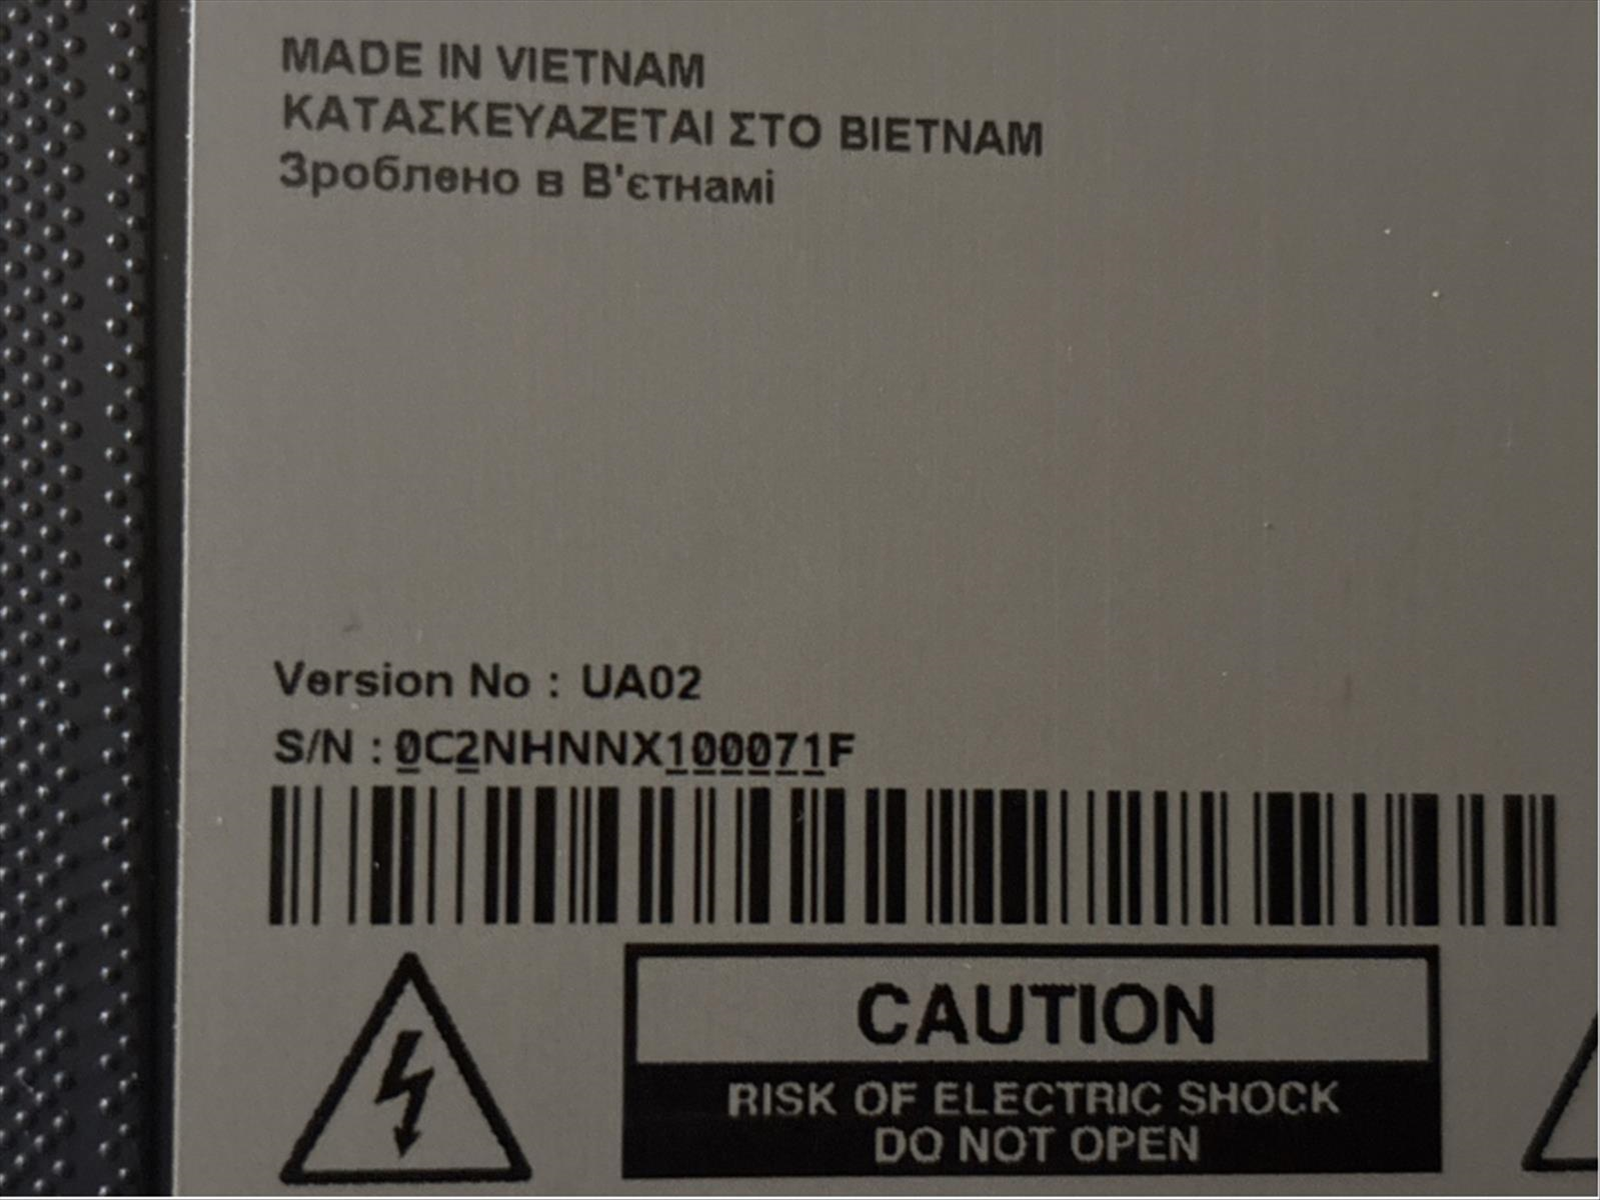 MADE IN VIETNAM
ΚΑΤΑΣΚΕΥΑΖΕΤΑΙ ΣΤΟ ΒΙΕΤΝΑΜ
Зроблено в В'єтнамі
Version No : UA02
S/N : 0C2NHNNX100071F
CAUTION
RISK OF ELECTRIC SHOCK
DO NOT OPEN